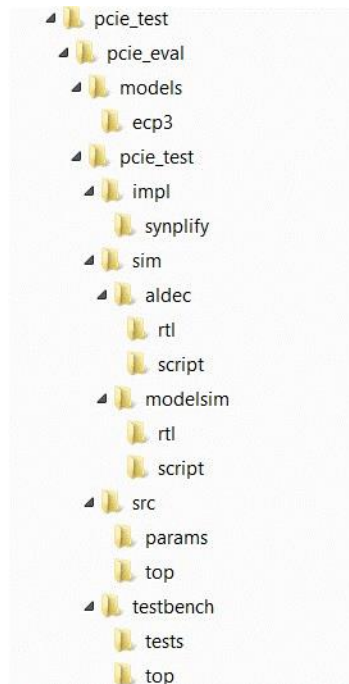 pcie_test
pcie_eval
models
ecp3
pcie_test
impl
synplify
sim
aldec
rtl
script
modelsim
rtl
script
src
params
top
testbench
tests
top